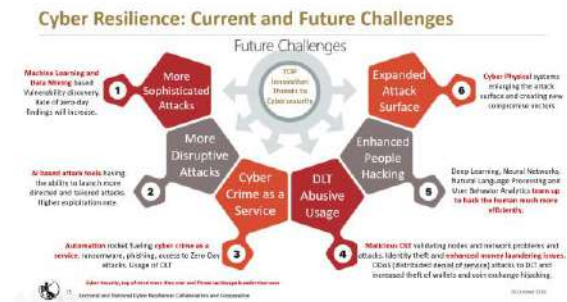 Cyber Resilience: Current and Future Challenges
Future Challenges
TOP
Innovation
Threats to
Cybersecurity
Machine Learning and
Data Mining based
Vulnerability discovery.
Rate of zero-day
findings will increase.
1
More
Sophisticated
Attacks
AI based attack tools having
the ability to launch more
directed and tailored attacks.
Higher exploitation rate.
2
More
Disruptive
Attacks
Automation rocket fueling cyber crime as a
service, ransomware, phishing, access to Zero Day
attacks. Usage of DLT
3
Cyber
Crime as a
Service
DLT
Abusive
Usage
4
Malicious DLT validating nodes and network problems and
attacks. Identity theft and enhanced money laundering issues.
DDoS (distributed denial of service) attacks to DLT and
increased theft of wallets and coin exchange hijacking.
Enhanced
People
Hacking
5
Deep Learning, Neural Networks,
Natural Language Processing and
User Behavior Analytics team up
to hack the human much more
efficiently.
Expanded
Attack
Surface
6
Cyber Physical systems
enlarging the attack
surface and creating new
compromise vectors
Sectoral and National Cyber Resilience Collaboration and Cooperation